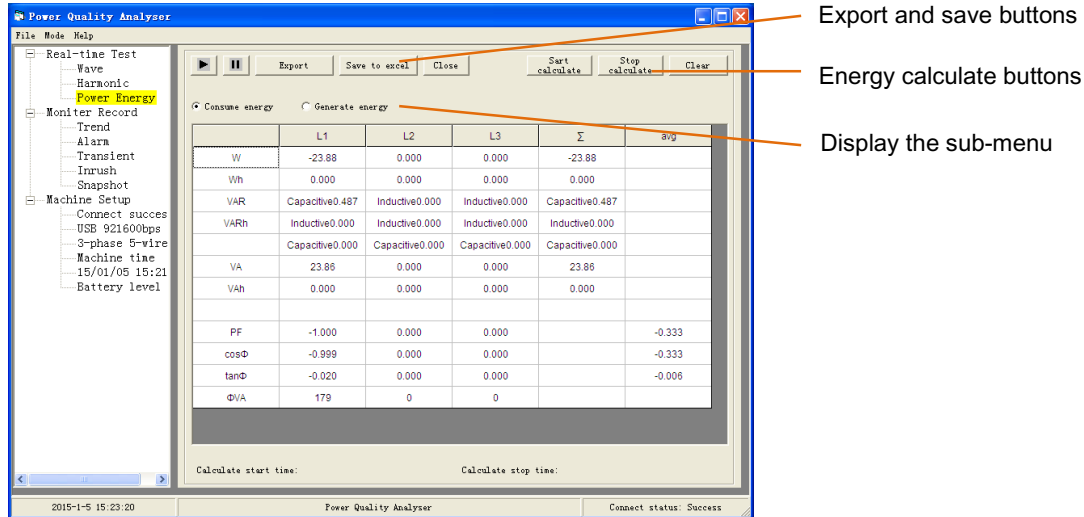 Power Quality Analyser
File Mode Help
Real-time Test
Wave
Harmonic
Power Energy
Moniter Record
Trend
Alarm
Transient
Inrush
Snapshot
Machine Setup
Connect succes
USB 921600bps
3-phase 5-wire
Machine time
15/01/05 15:21
Battery level
Export Save to excel Close Sart calculate Stop calculate Clear
Consume energy Generate energy
L1 L2 L3 Σ avg
W -23.88 0.000 0.000 -23.88
Wh 0.000 0.000 0.000 0.000
VAR Capacitive0.487 Inductive0.000 Inductive0.000 Capacitive0.487
VARh Inductive0.000 Inductive0.000 Inductive0.000 Inductive0.000
Capacitive0.000 Capacitive0.000 Capacitive0.000 Capacitive0.000
VA 23.86 0.000 0.000 23.86
VAh 0.000 0.000 0.000 0.000
PF -1.000 0.000 0.000 -0.333
cosΦ -0.999 0.000 0.000 -0.333
tanΦ -0.020 0.000 0.000 -0.006
ΦVA 179 0 0
Calculate start time: Calculate stop time:
2015-1-5 15:23:20 Power Quality Analyser Connect status: Success
Export and save buttons
Energy calculate buttons
Display the sub-menu